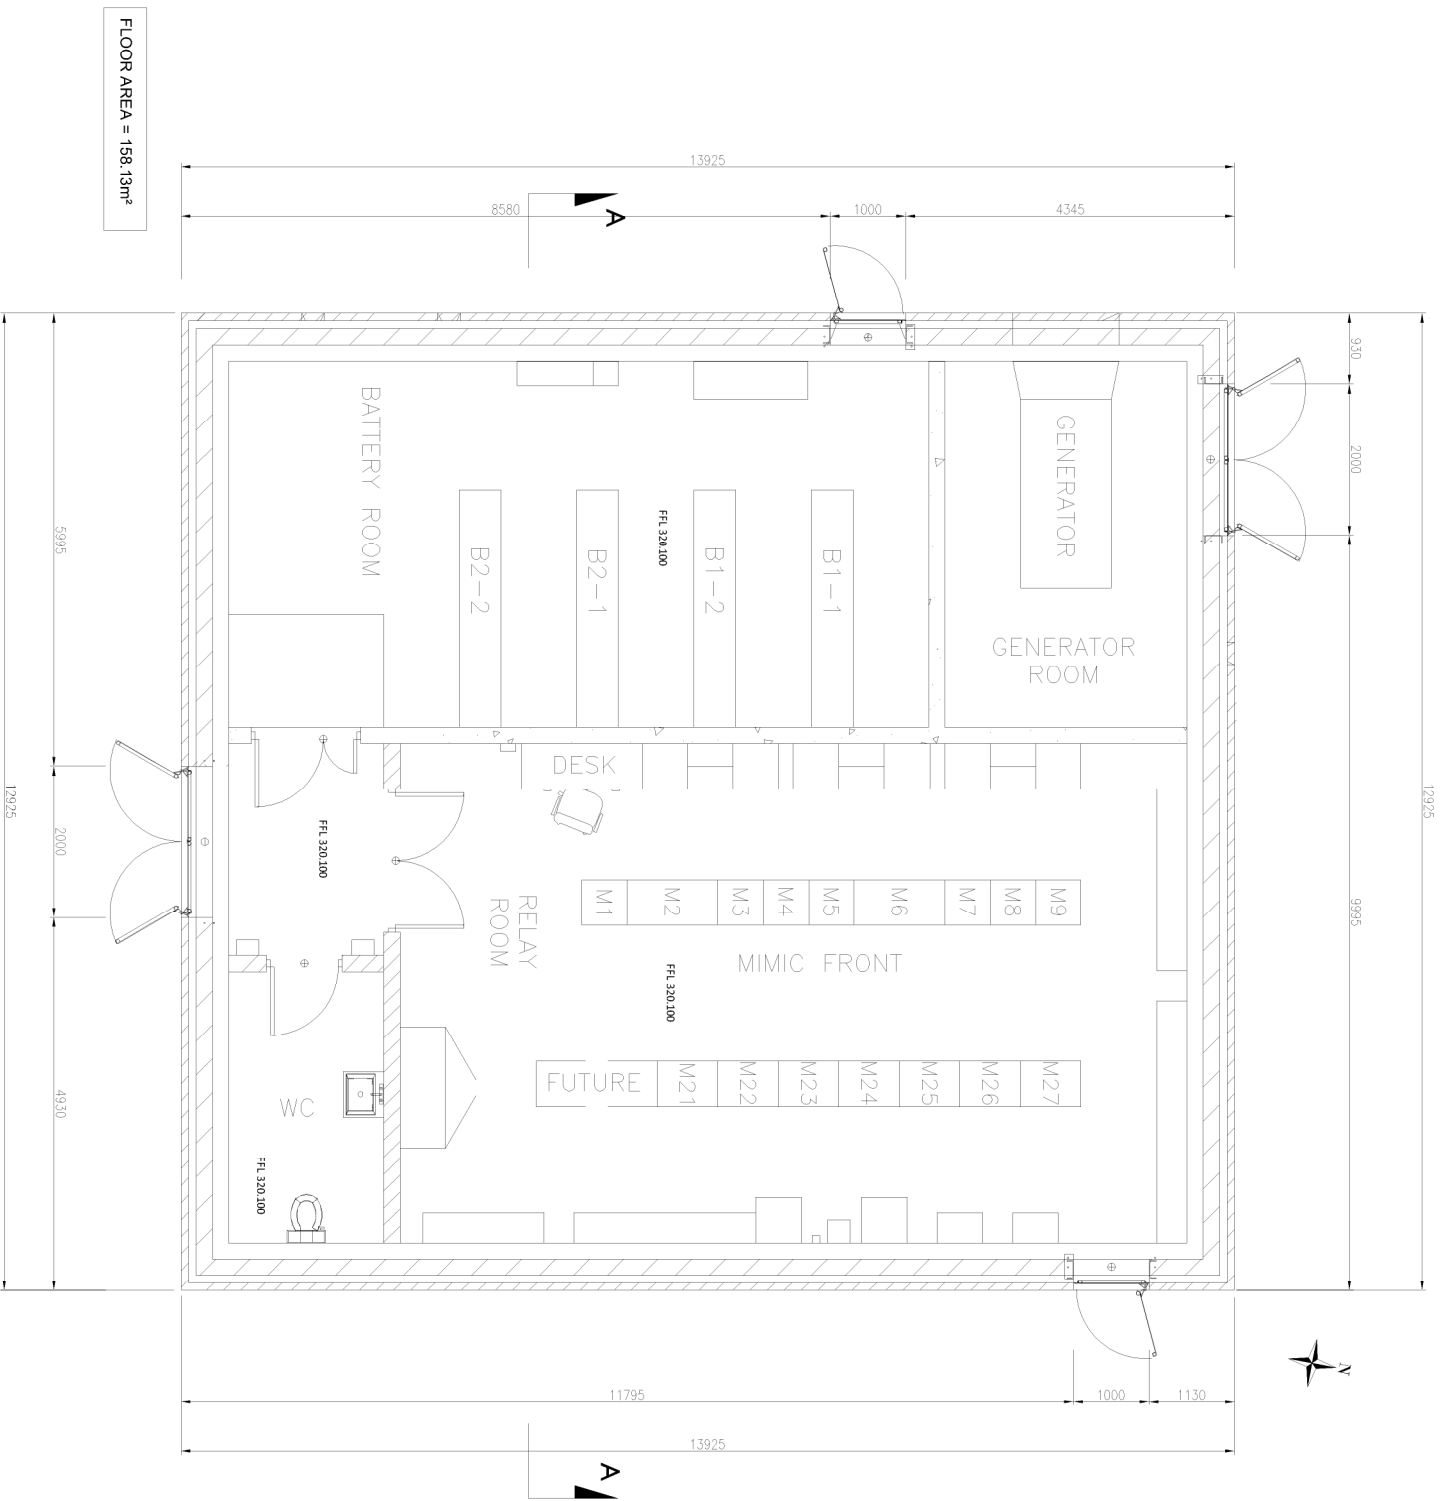 FLOOR AREA = 158.13m²
13925
8580
1000
4345
A
930
2000
9995
12925
12925
5995
2000
4930
BATTERY ROOM
B2-2
B2-1
B1-2
B1-1
FFL 320.100
GENERATOR
GENERATOR
ROOM
DESK
FFL 320.100
RELAY
ROOM
M1
M2
M3
M4
M5
M6
M7
M8
M9
MIMIC FRONT
FFL 320.100
FUTURE
M21
M22
M23
M24
M25
M26
M27
WC
FFL 320.100
N
11795
1000
1130
13925
A